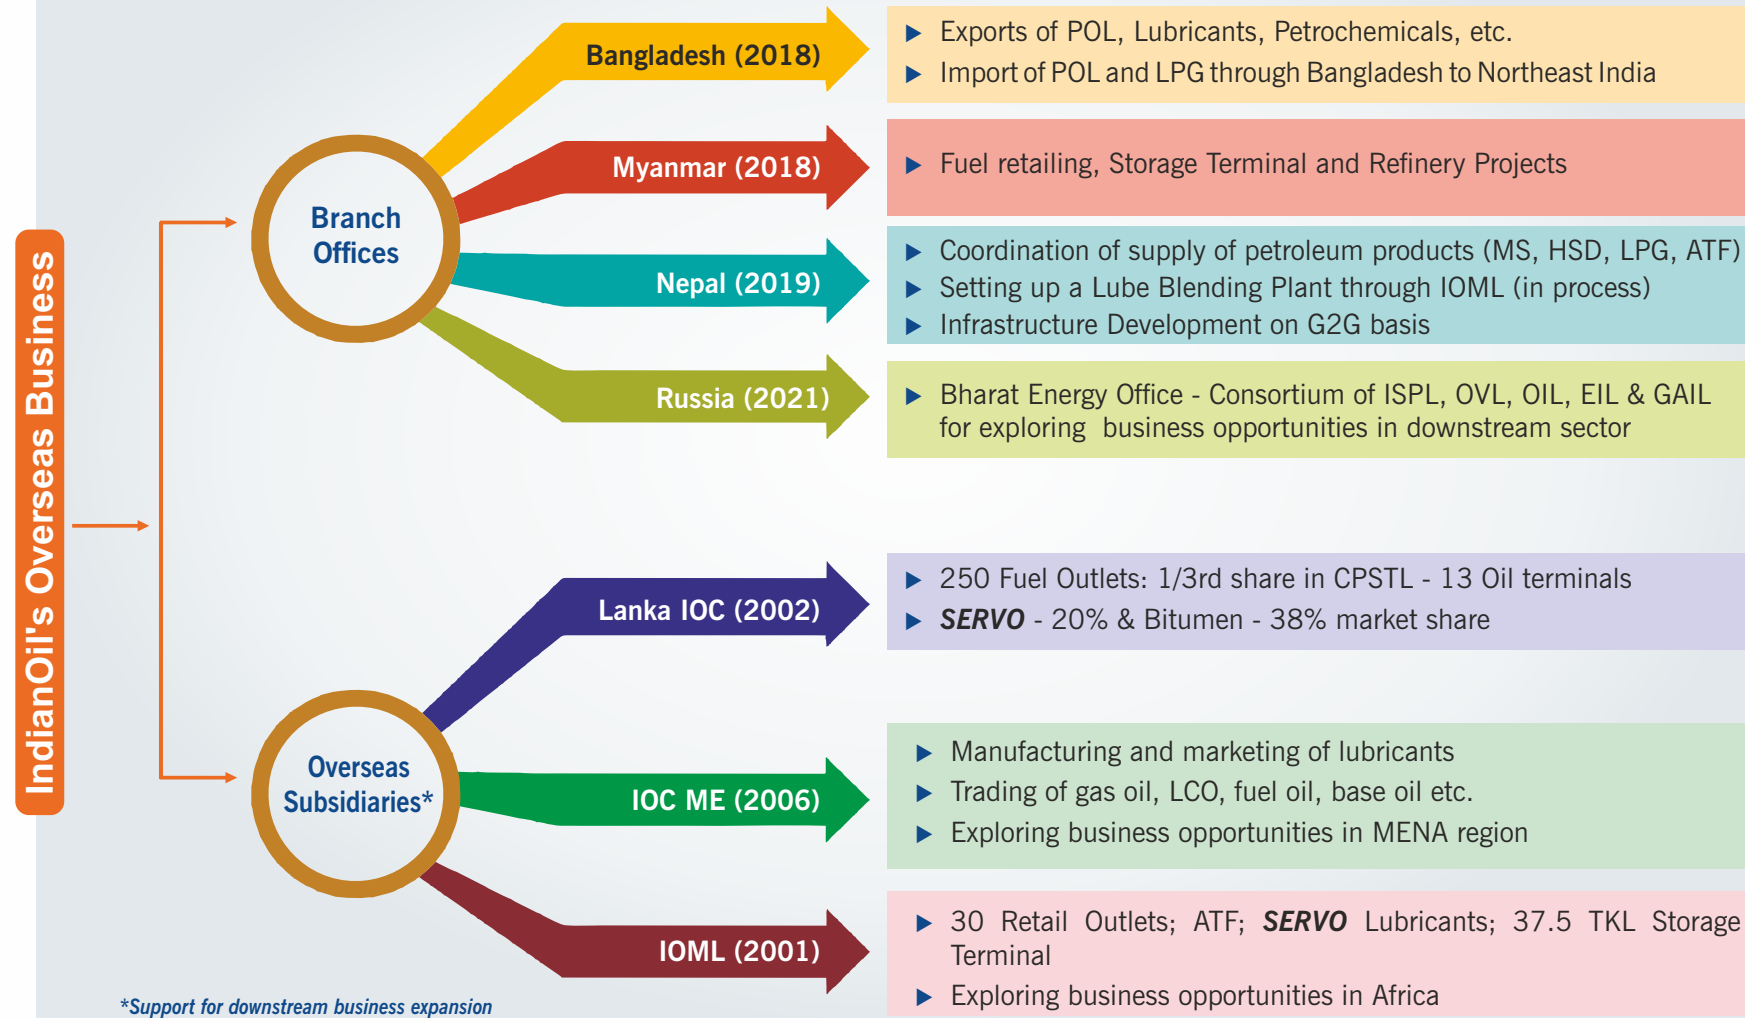 IndianOil's Overseas Business
Branch
Offices
Bangladesh (2018)
Exports of POL, Lubricants, Petrochemicals, etc.
Import of POL and LPG through Bangladesh to Northeast India
Myanmar (2018)
Fuel retailing, Storage Terminal and Refinery Projects
Nepal (2019)
Coordination of supply of petroleum products (MS, HSD, LPG, ATF)
Setting up a Lube Blending Plant through IOML (in process)
Infrastructure Development on G2G basis
Russia (2021)
Bharat Energy Office - Consortium of ISPL, OVL, OIL, EIL & GAIL
for exploring business opportunities in downstream sector
Overseas
Subsidiaries*
Lanka IOC (2002)
250 Fuel Outlets: 1/3rd share in CPSTL - 13 Oil terminals
SERVO - 20% & Bitumen - 38% market share
IOC ME (2006)
Manufacturing and marketing of lubricants
Trading of gas oil, LCO, fuel oil, base oil etc.
Exploring business opportunities in MENA region
IOML (2001)
30 Retail Outlets; ATF; SERVO Lubricants; 37.5 TKL Storage
Terminal
Exploring business opportunities in Africa
*Support for downstream business expansion